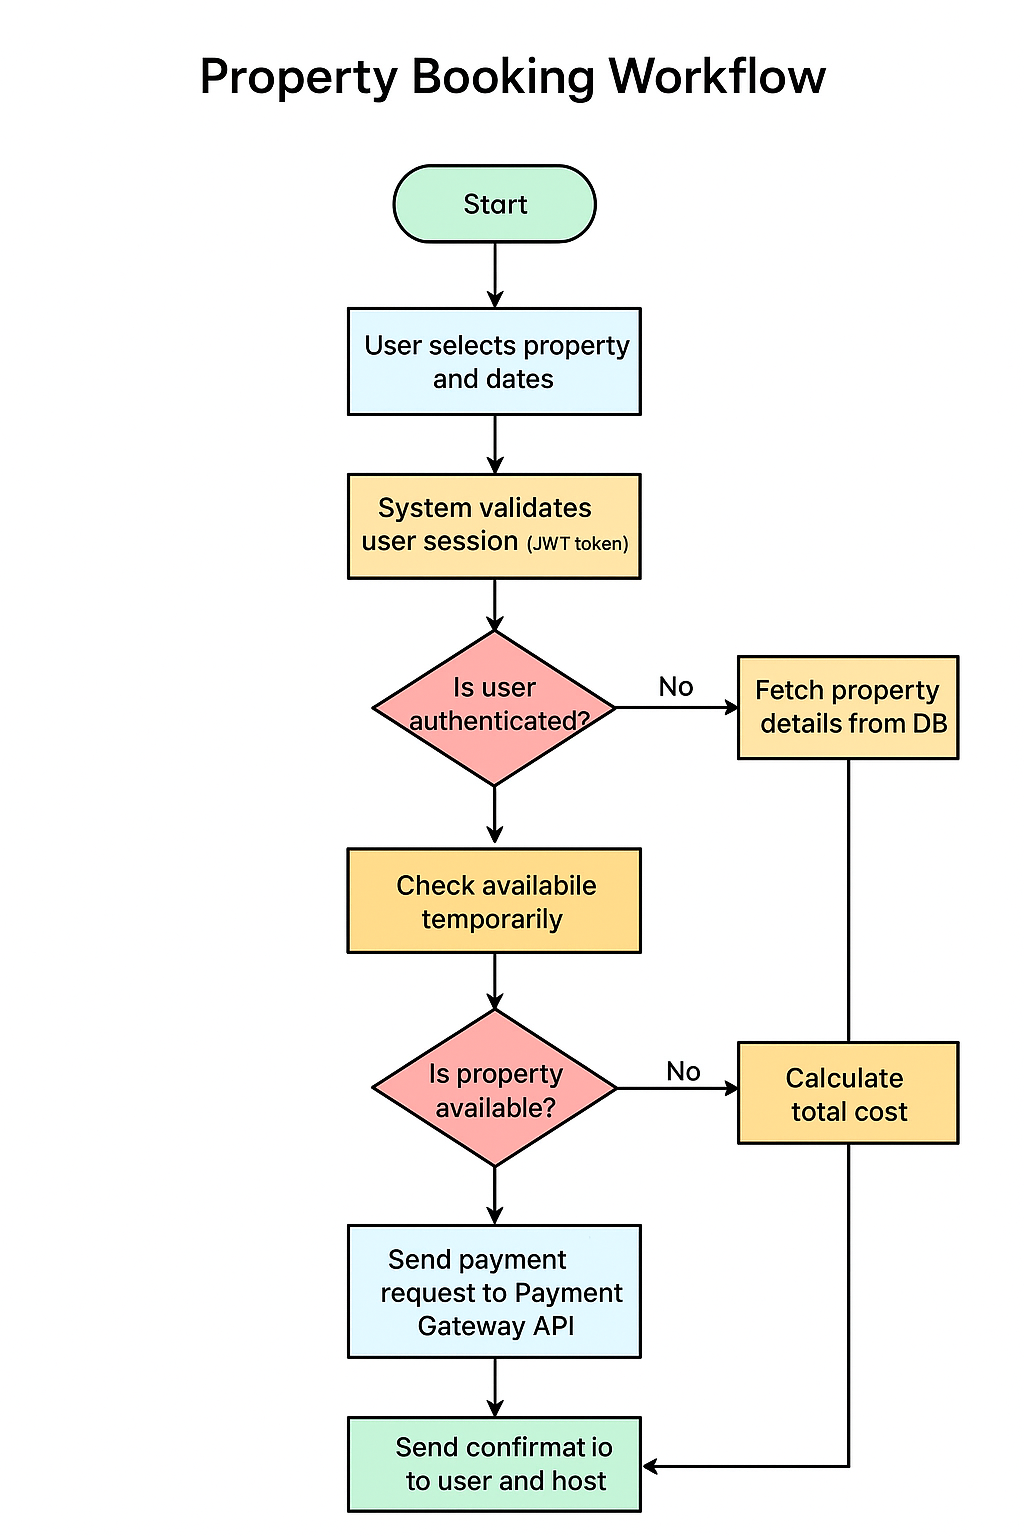 Property Booking Workflow
Start
User selects property
and dates
System validates
user session (JWT token)
Is user
authenticated?
No
Fetch property
details from DB
Check availabile
temporarily
Is property
available?
No
Calculate
total cost
Send payment
request to Payment
Gateway API
Send confirmat io
to user and host